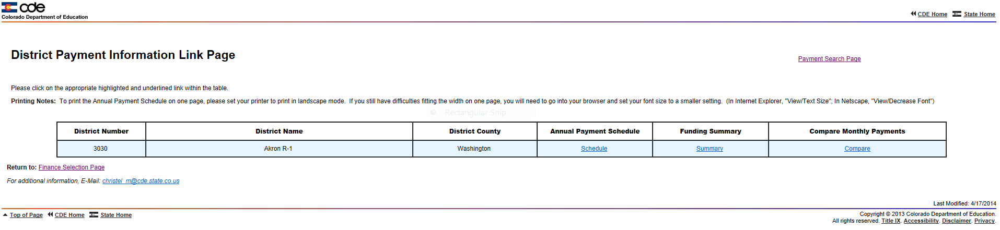 cde
Colorado Department of Education
CDE Home State Home
District Payment Information Link Page
Payment Search Page
Please click on the appropriate highlighted and underlined link within the table.
Printing Notes: To print the Annual Payment Schedule on one page, please set your printer to print in landscape mode. If you still have difficulties fitting the width on one page, you will need to go into your browser and set your font size to a smaller setting. (In Internet Explorer, "View/Text Size"; In Netscape, "View/Decrease Font")
Rectangular Snip
District Number District Name District County Annual Payment Schedule Funding Summary Compare Monthly Payments
3030 Akron R-1 Washington Schedule Summary Compare
Return to: Finance Selection Page
For additional information, E-Mail: christel_m@cde.state.co.us
Last Modified: 4/17/2014
Top of Page CDE Home State Home
Copyright © 2013 Colorado Department of Education.
All rights reserved. Title IX. Accessibility. Disclaimer. Privacy.